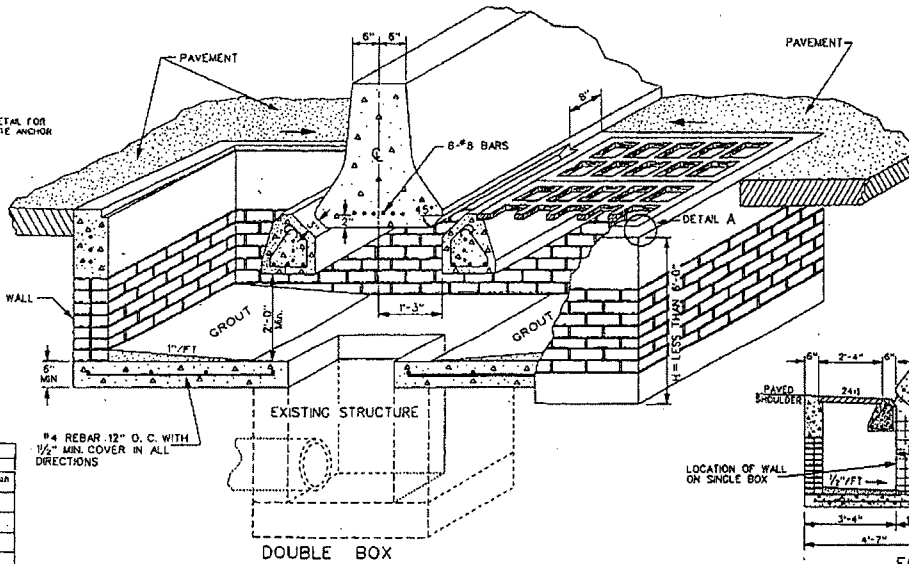 6" 6"
PAVEMENT
PAVEMENT
8"
DETAIL FOR
ANCHOR
8-#8 BARS
DETAIL A
WALL
GROUT
GROUT
2'-0"
Min.
1'-3"
H = LESS THAN 6'-0"
1"/FT
6"
MIN
EXISTING STRUCTURE
#4 REBAR 12" O. C. WITH
1½" MIN. COVER IN ALL
DIRECTIONS
DOUBLE BOX
6" 2'-4" 6"
PAVED
SHOULDER
24:1
LOCATION OF WALL
ON SINGLE BOX
½"/FT
3'-4"
4'-7"